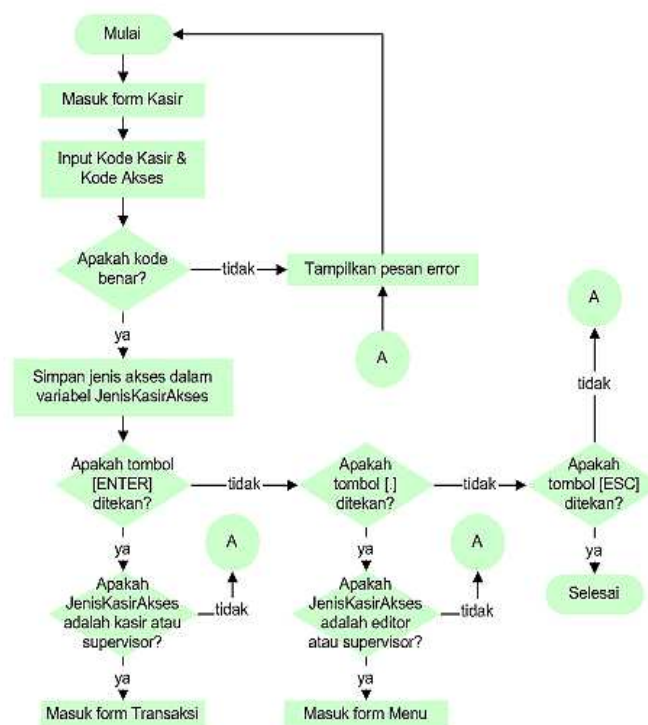 Mulai
Masuk form Kasir
Input Kode Kasir &
Kode Akses
Apakah kode
benar?
tidak
Tampilkan pesan error
A
A
ya
tidak
Simpan jenis akses dalam
variabel JenisKasirAkses
Apakah tombol
[ENTER]
ditekan?
tidak
Apakah
tombol [.]
ditekan?
tidak
Apakah
tombol [ESC]
ditekan?
ya
A
ya
A
ya
Apakah
JenisKasirAkses
adalah kasir atau
supervisor?
tidak
Apakah
JenisKasirAkses
adalah editor
atau supervisor?
tidak
Selesai
ya
ya
Masuk form Transaksi
Masuk form Menu